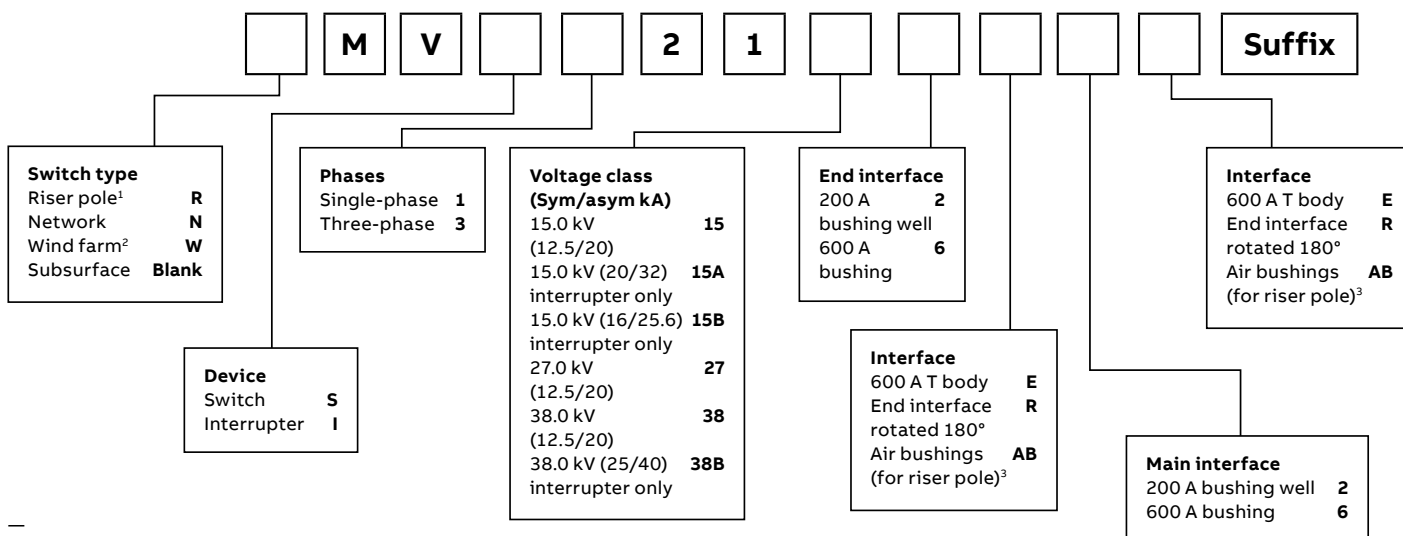 M V 2 1 Suffix
Switch type
Riser pole¹ R
Network N
Wind farm² W
Subsurface Blank
Device
Switch S
Interrupter I
Phases
Single-phase 1
Three-phase 3
Voltage class
(Sym/asym kA)
15.0 kV 15
(12.5/20)
15.0 kV (20/32) 15A
interrupter only
15.0 kV (16/25.6) 15B
interrupter only
27.0 kV 27
(12.5/20)
38.0 kV 38
(12.5/20)
38.0 kV (25/40) 38B
interrupter only
End interface
200 A 2
bushing well
600 A 6
bushing
Interface
600 A T body E
End interface R
rotated 180°
Air bushings AB
(for riser pole)³
Main interface
200 A bushing well 2
600 A bushing 6
Interface
600 A T body E
End interface R
rotated 180°
Air bushings AB
(for riser pole)³
—